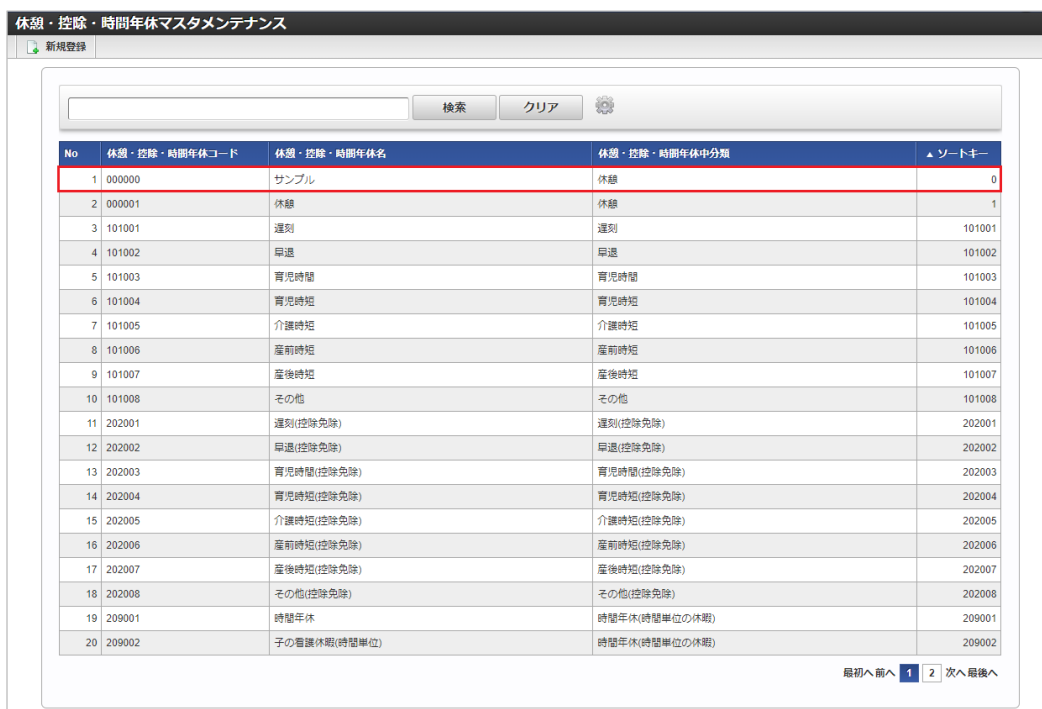 休憩・控除・時間年休マスタメンテナンス
新規登録
検索 クリア
No 休憩・控除・時間年休コード 休憩・控除・時間年休名 休憩・控除・時間年休中分類 ▲ ソートキー
1 000000 サンプル 休憩 0
2 000001 休憩 休憩 1
3 101001 遅刻 遅刻 101001
4 101002 早退 早退 101002
5 101003 育児時間 育児時間 101003
6 101004 育児時短 育児時短 101004
7 101005 介護時短 介護時短 101005
8 101006 産前時短 産前時短 101006
9 101007 産後時短 産後時短 101007
10 101008 その他 その他 101008
11 202001 遅刻(控除免除) 遅刻(控除免除) 202001
12 202002 早退(控除免除) 早退(控除免除) 202002
13 202003 育児時間(控除免除) 育児時間(控除免除) 202003
14 202004 育児時短(控除免除) 育児時短(控除免除) 202004
15 202005 介護時短(控除免除) 介護時短(控除免除) 202005
16 202006 産前時短(控除免除) 産前時短(控除免除) 202006
17 202007 産後時短(控除免除) 産後時短(控除免除) 202007
18 202008 その他(控除免除) その他(控除免除) 202008
19 209001 時間年休 時間年休(時間単位の休暇) 209001
20 209002 子の看護休暇(時間単位) 時間年休(時間単位の休暇) 209002
最初へ 前へ 1 2 次へ 最後へ